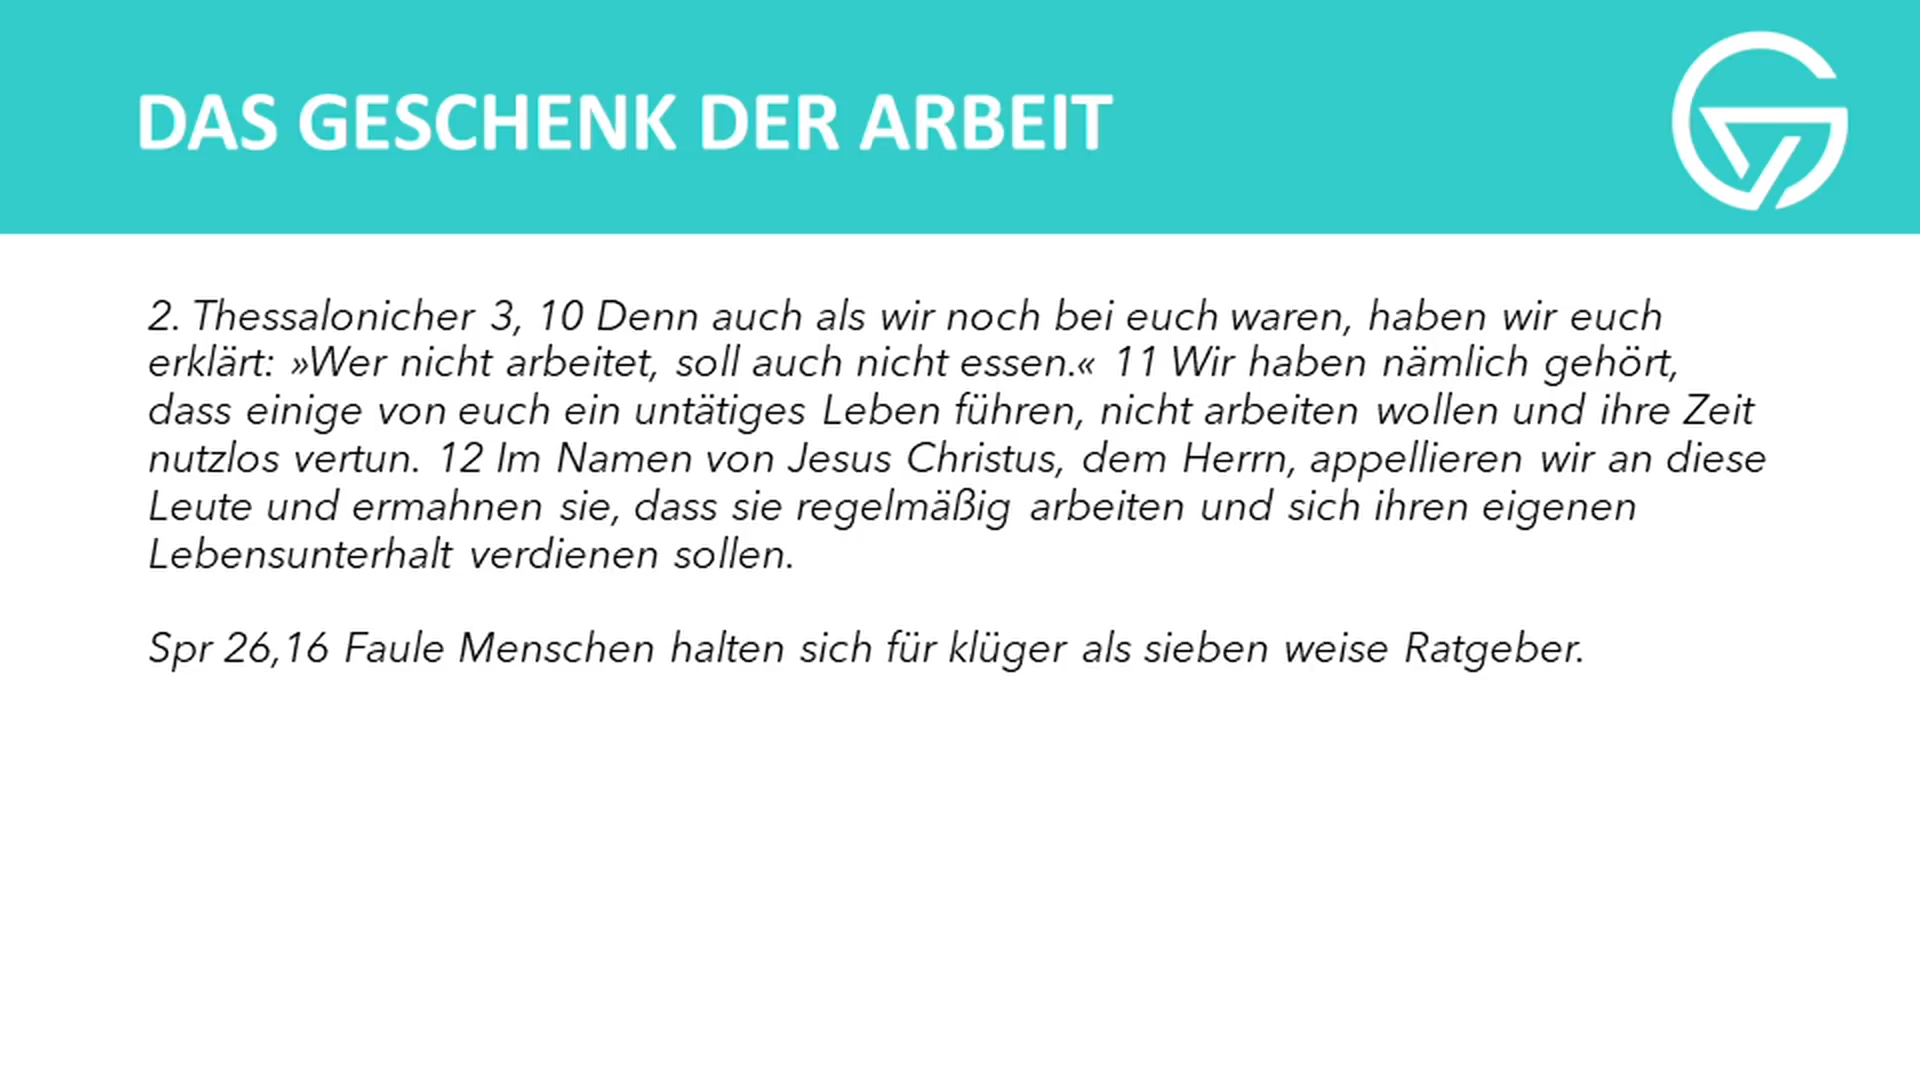 DAS GESCHENK DER ARBEIT
2. Thessalonicher 3, 10 Denn auch als wir noch bei euch waren, haben wir euch
erklärt: »Wer nicht arbeitet, soll auch nicht essen.« 11 Wir haben nämlich gehört,
dass einige von euch ein untätiges Leben führen, nicht arbeiten wollen und ihre Zeit
nutzlos vertun. 12 Im Namen von Jesus Christus, dem Herrn, appellieren wir an diese
Leute und ermahnen sie, dass sie regelmäßig arbeiten und sich ihren eigenen
Lebensunterhalt verdienen sollen.
Spr 26,16 Faule Menschen halten sich für klüger als sieben weise Ratgeber.